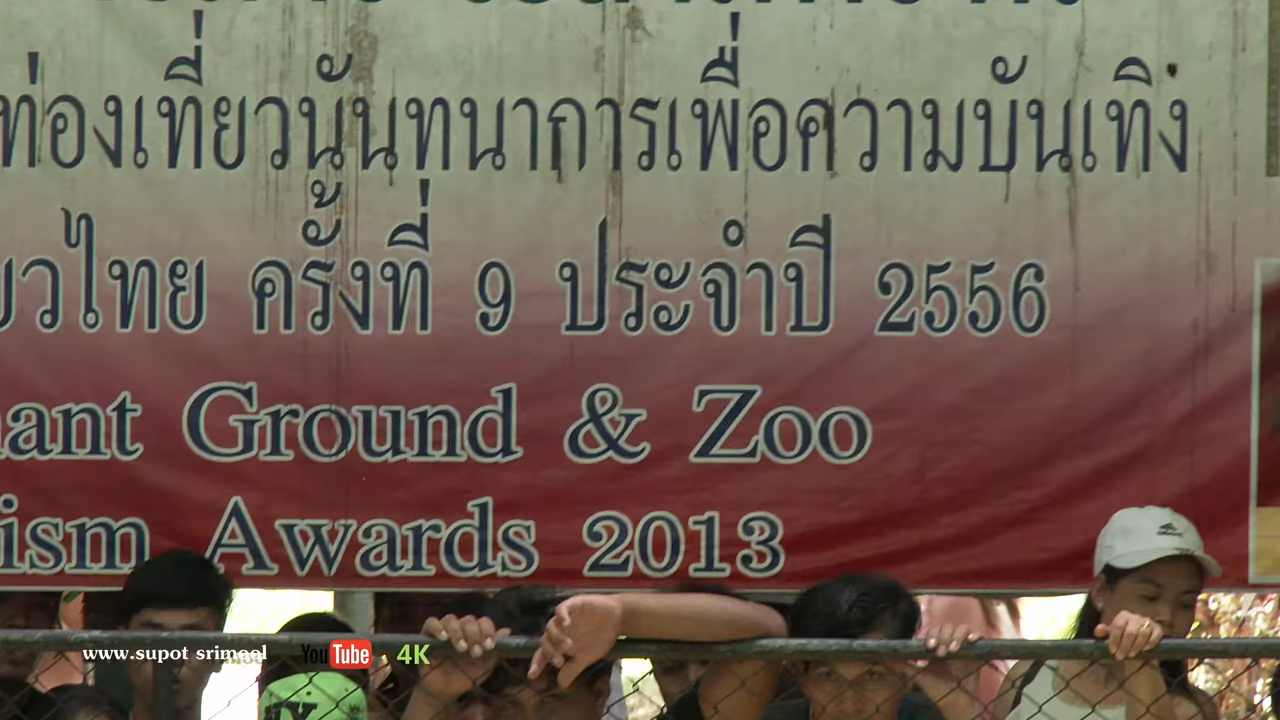 ท่องเที่ยวนันทนาการเพื่อความบันเทิง
ยวไทย ครั้งที่ 9 ประจำปี 2556
ant Ground & Zoo
ism Awards 2013
www.supot srimool YouTube 4K